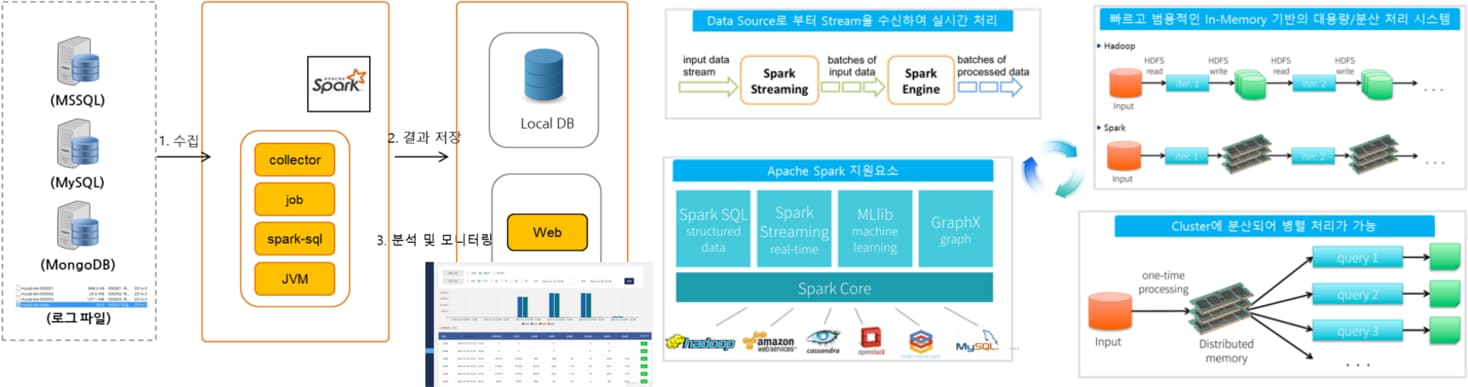 (MSSQL)
(MySQL)
(MongoDB)
(로그 파일)
1. 수집
APACHE
Spark
collector
job
spark-sql
JVM
2. 결과 저장
Local DB
3. 분석 및 모니터링
Web
Data Source로 부터 Stream을 수신하여 실시간 처리
input data
stream
Spark
Streaming
batches of
input data
Spark
Engine
batches of
processed data
Apache Spark 지원요소
Spark SQL
structured
data
Spark
Streaming
real-time
MLlib
machine
learning
GraphX
graph
Spark Core
hadoop
amazon
webservices
cassandra
openstack
MySQL
빠르고 범용적인 In-Memory 기반의 대용량/분산 처리 시스템
Hadoop
HDFS
read
HDFS
write
HDFS
read
HDFS
write
Input
iter. 1
iter. 2
. . .
Spark
Input
iter. 1
iter. 2
. . .
Cluster에 분산되어 병렬 처리가 가능
one-time
processing
Input
Distributed
memory
query 1
query 2
query 3
. . .